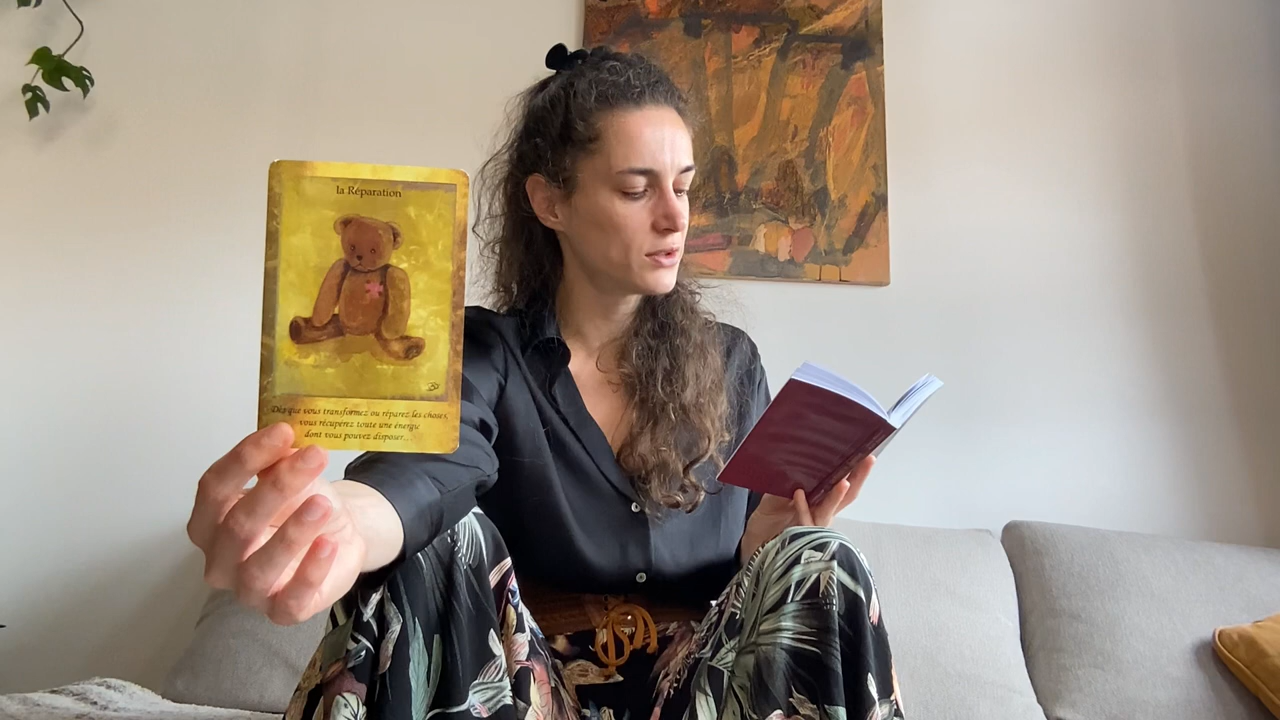 la Réparation
Dès que vous transformez ou réparez les choses,
vous récupérez toute une énergie
dont vous pouvez disposer...